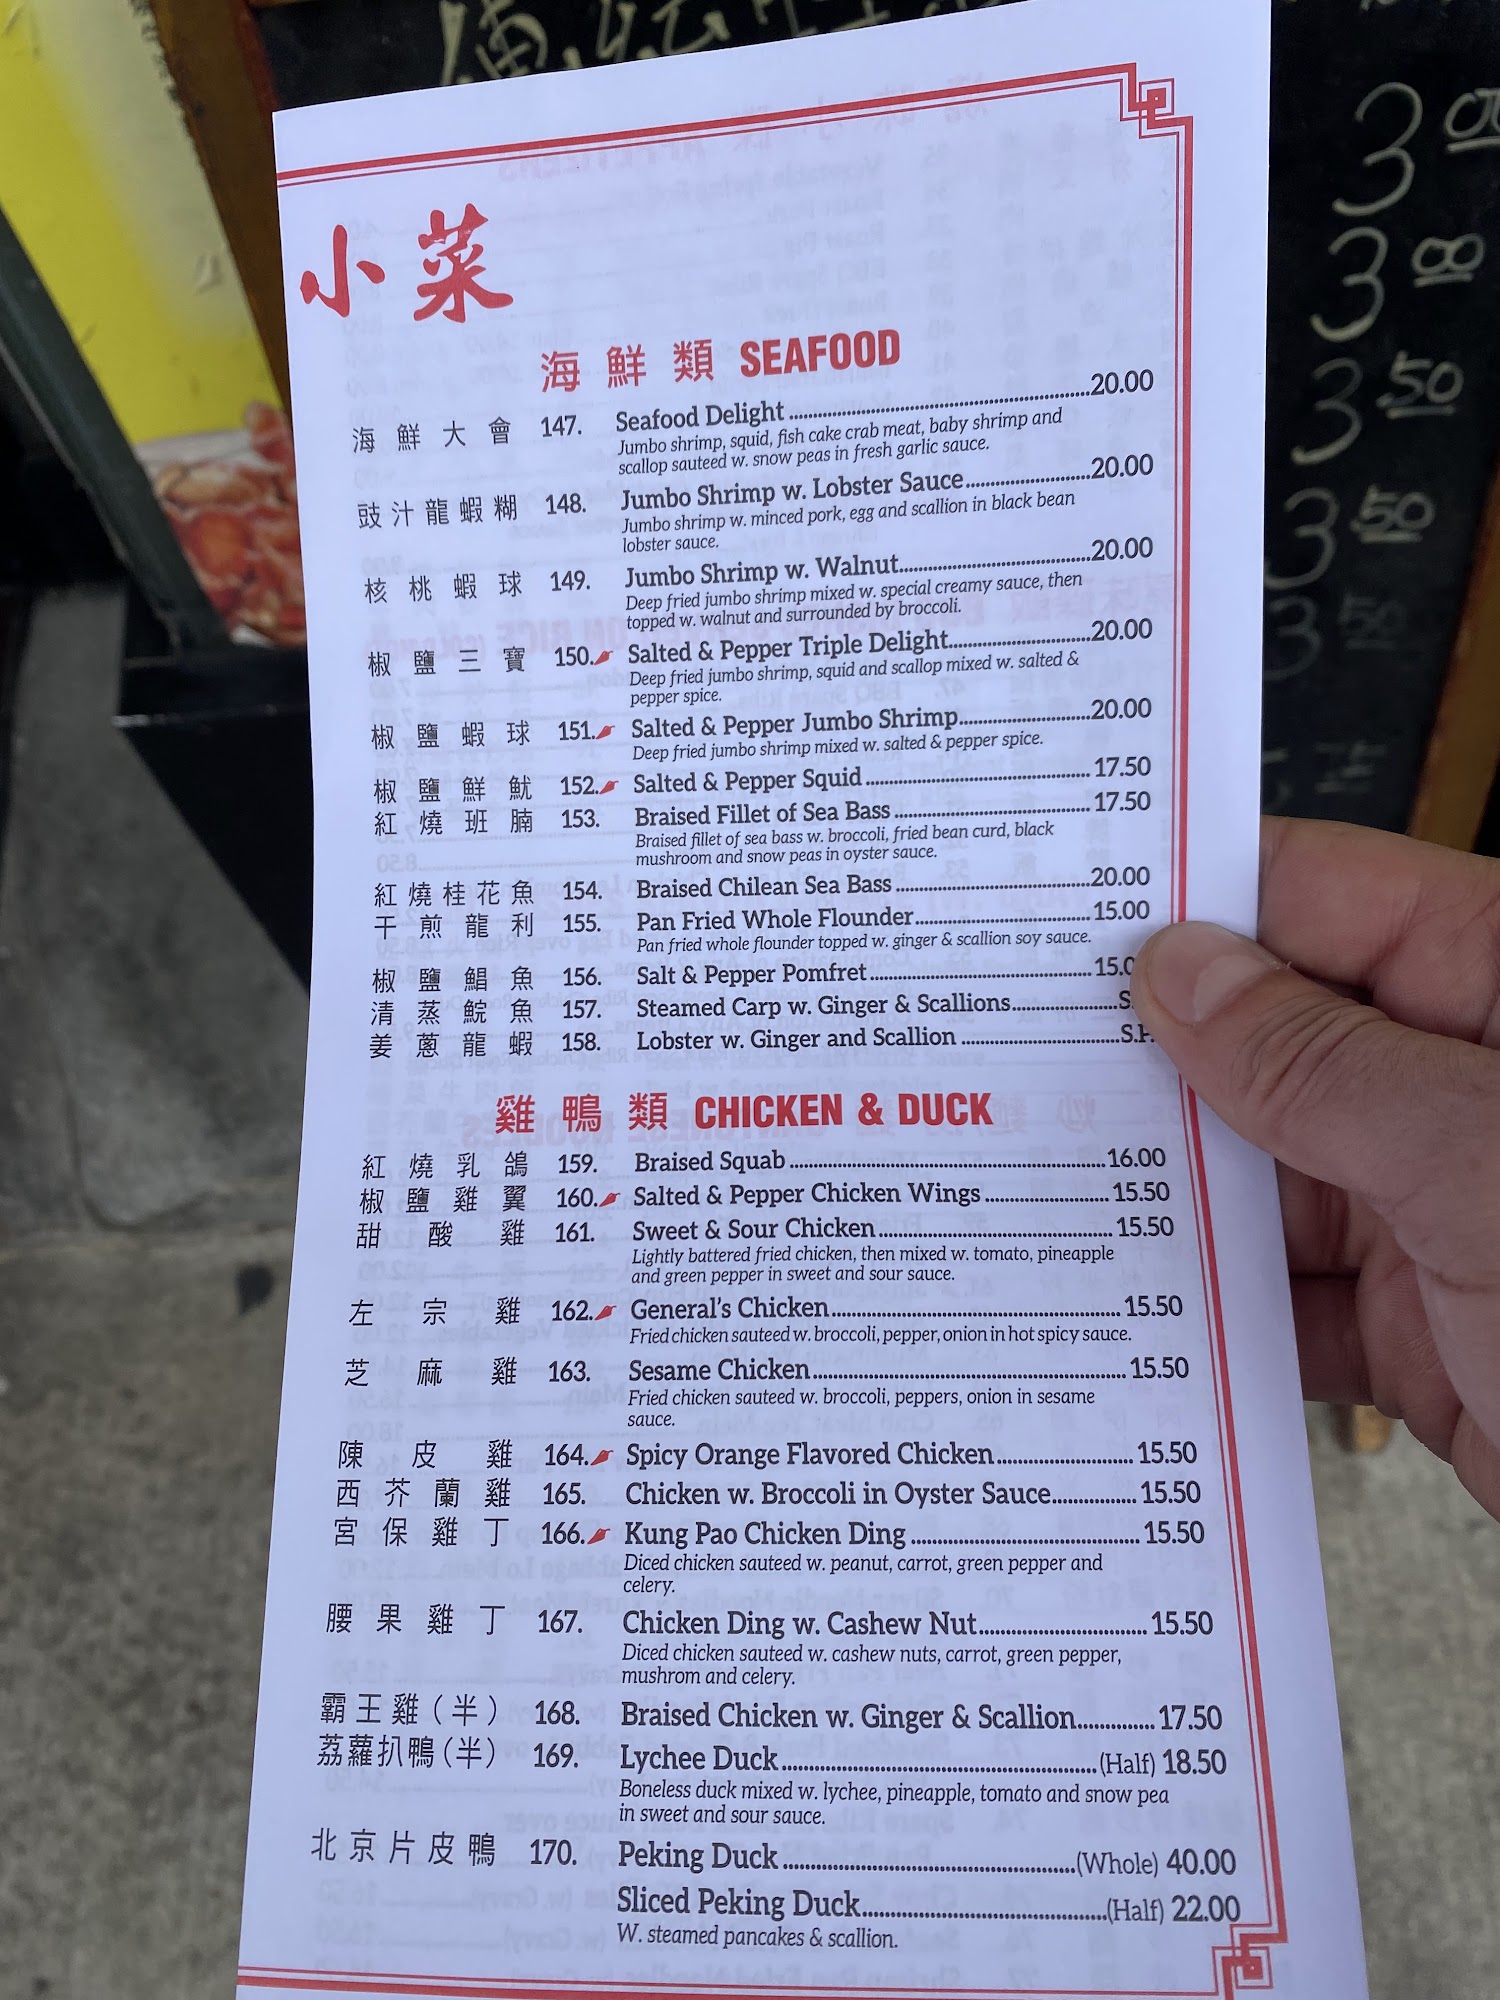 小菜
海鮮類 SEAFOOD
海鮮大會 147. Seafood Delight 20.00
Jumbo shrimp, squid, fish cake crab meat, baby shrimp and
scallop sauteed w. snow peas in fresh garlic sauce.
豉汁龍蝦糊 148. Jumbo Shrimp w. Lobster Sauce 20.00
Jumbo shrimp w. minced pork, egg and scallion in black bean
lobster sauce.
核桃蝦球 149. Jumbo Shrimp w. Walnut 20.00
Deep fried jumbo shrimp mixed w. special creamy sauce, then
topped w. walnut and surrounded by broccoli.
椒鹽三寶 150. Salted & Pepper Triple Delight 20.00
Deep fried jumbo shrimp, squid and scallop mixed w. salted &
pepper spice.
椒鹽蝦球 151. Salted & Pepper Jumbo Shrimp 20.00
Deep fried jumbo shrimp mixed w. salted & pepper spice.
椒鹽鮮魷 152. Salted & Pepper Squid 17.50
紅燒班腩 153. Braised Fillet of Sea Bass 17.50
Braised fillet of sea bass w. broccoli, fried bean curd, black
mushroom and snow peas in oyster sauce.
紅燒桂花魚 154. Braised Chilean Sea Bass 20.00
干煎龍利 155. Pan Fried Whole Flounder 15.00
Pan fried whole flounder topped w. ginger & scallion soy sauce.
椒鹽鯧魚 156. Salt & Pepper Pomfret 15.0
清蒸鯇魚 157. Steamed Carp w. Ginger & Scallions S.
姜蔥龍蝦 158. Lobster w. Ginger and Scallion S.P.
雞鴨類 CHICKEN & DUCK
紅燒乳鴿 159. Braised Squab 16.00
椒鹽雞翼 160. Salted & Pepper Chicken Wings 15.50
甜酸雞 161. Sweet & Sour Chicken 15.50
Lightly battered fried chicken, then mixed w. tomato, pineapple
and green pepper in sweet and sour sauce.
左宗雞 162. General's Chicken 15.50
Fried chicken sauteed w. broccoli, pepper, onion in hot spicy sauce.
芝麻雞 163. Sesame Chicken 15.50
Fried chicken sauteed w. broccoli, peppers, onion in sesame
sauce.
陳皮雞 164. Spicy Orange Flavored Chicken 15.50
西芥蘭雞 165. Chicken w. Broccoli in Oyster Sauce 15.50
宮保雞丁 166. Kung Pao Chicken Ding 15.50
Diced chicken sauteed w. peanut, carrot, green pepper and
celery.
腰果雞丁 167. Chicken Ding w. Cashew Nut 15.50
Diced chicken sauteed w. cashew nuts, carrot, green pepper,
mushrom and celery.
霸王雞(半) 168. Braised Chicken w. Ginger & Scallion 17.50
荔蘿扒鴨(半) 169. Lychee Duck (Half) 18.50
Boneless duck mixed w. lychee, pineapple, tomato and snow pea
in sweet and sour sauce.
北京片皮鴨 170. Peking Duck (Whole) 40.00
Sliced Peking Duck (Half) 22.00
W. steamed pancakes & scallion.
3 00
3 00
3 50
3 50
3 50